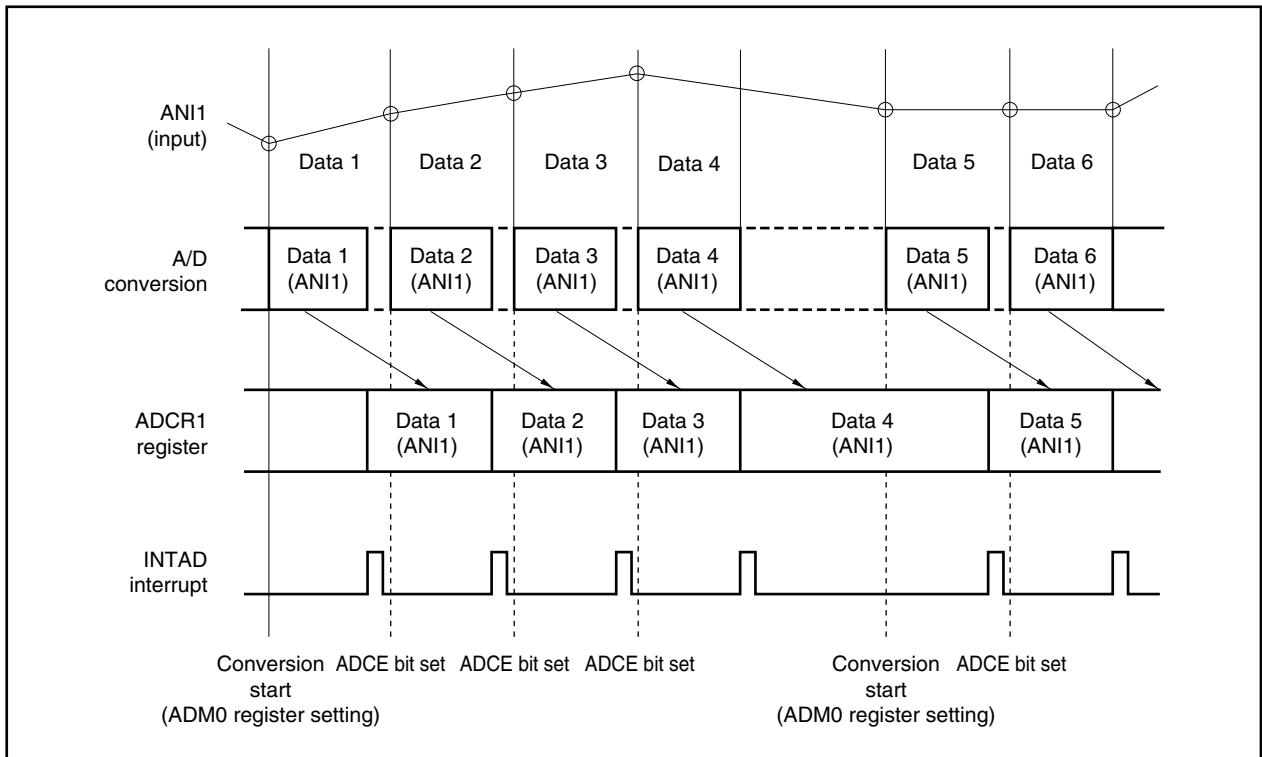 ANI1
(input)
Data 1
Data 2
Data 3
Data 4
Data 5
Data 6
A/D
conversion
Data 1
(ANI1)
Data 2
(ANI1)
Data 3
(ANI1)
Data 4
(ANI1)
Data 5
(ANI1)
Data 6
(ANI1)
ADCR1
register
Data 1
(ANI1)
Data 2
(ANI1)
Data 3
(ANI1)
Data 4
(ANI1)
Data 5
(ANI1)
INTAD
interrupt
Conversion
start
(ADM0 register setting)
ADCE bit set
ADCE bit set
ADCE bit set
Conversion
start
(ADM0 register setting)
ADCE bit set